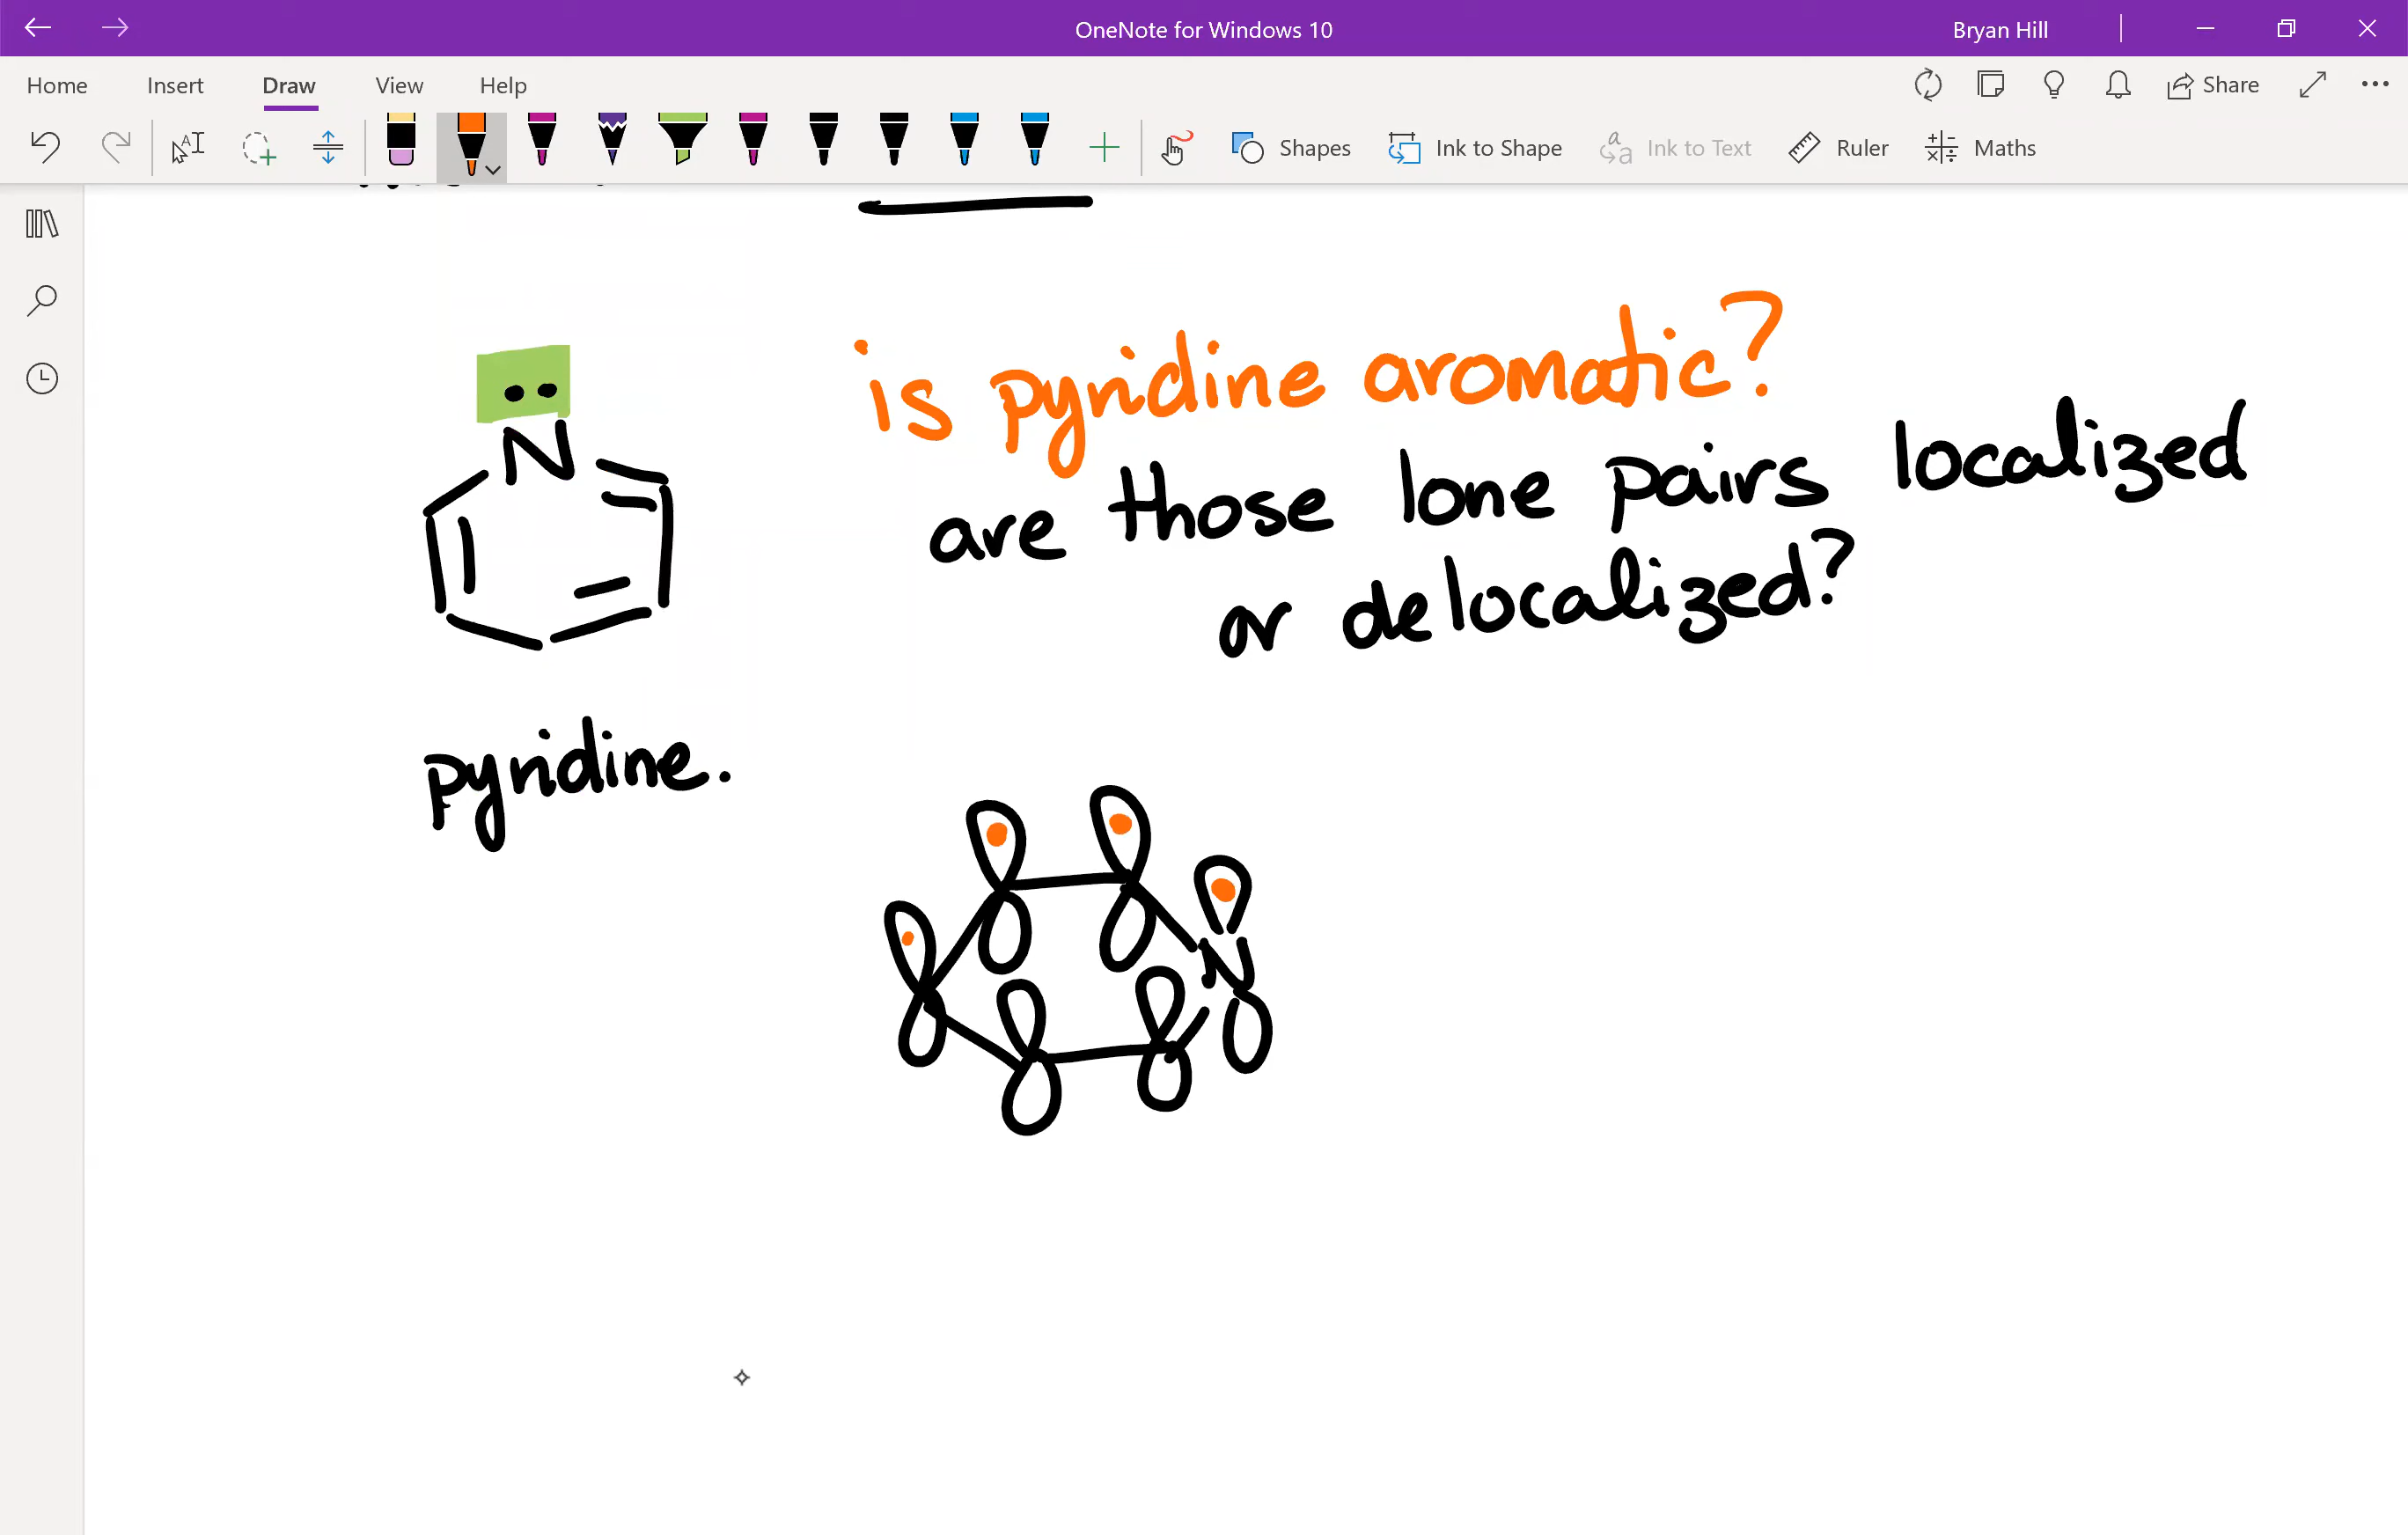 OneNote for Windows 10
Bryan Hill
Home Insert Draw View Help
Share
Shapes Ink to Shape Ink to Text Ruler Maths
is pyridine aromatic?
are those lone pairs localized
or delocalized?
N
pyridine.
N